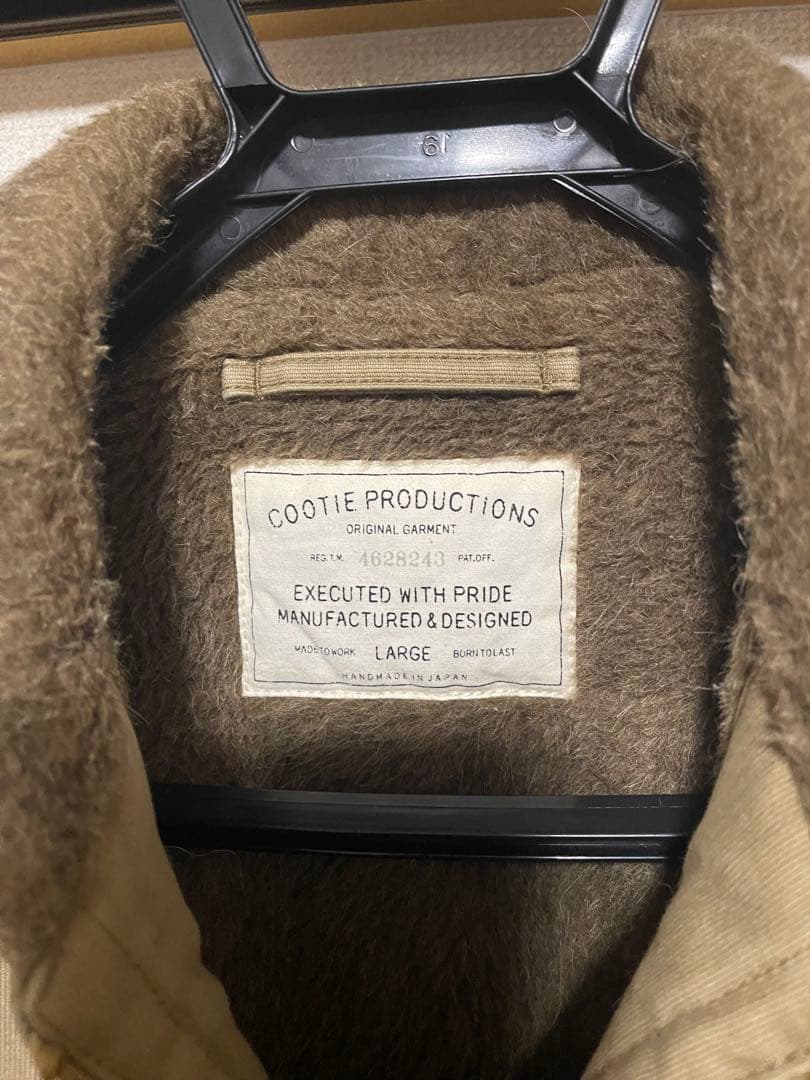 19
COOTIE PRODUCTIONS
ORIGINAL GARMENT
REG.T.M. 4628243 PAT.OFF.
EXECUTED WITH PRIDE
MANUFACTURED & DESIGNED
MADE TO WORK LARGE BORN TO LAST
HANDMADE IN JAPAN